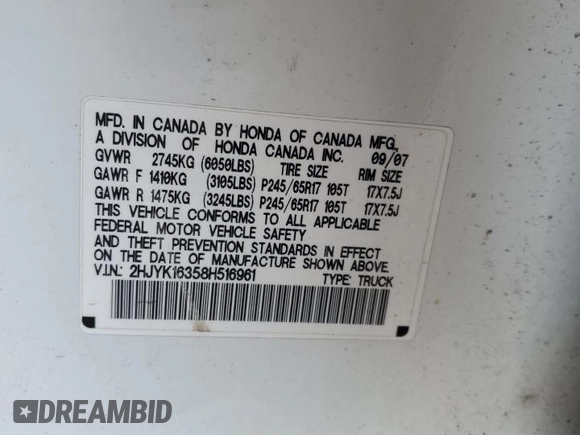 MFD. IN CANADA BY HONDA OF CANADA MFG.,
A DIVISION OF HONDA CANADA INC. 09/07
GVWR 2745KG (6050LBS) TIRE SIZE RIM SIZE
GAWR F 1410KG (3105LBS) P245/65R17 105T 17X7.5J
GAWR R 1475KG (3245LBS) P245/65R17 105T 17X7.5J
THIS VEHICLE CONFORMS TO ALL APPLICABLE
FEDERAL MOTOR VEHICLE SAFETY
AND THEFT PREVENTION STANDARDS IN EFFECT
ON THE DATE OF MANUFACTURE SHOWN ABOVE.
V.I.N.: 2HJYK16358H516961 TYPE: TRUCK
DREAMBID